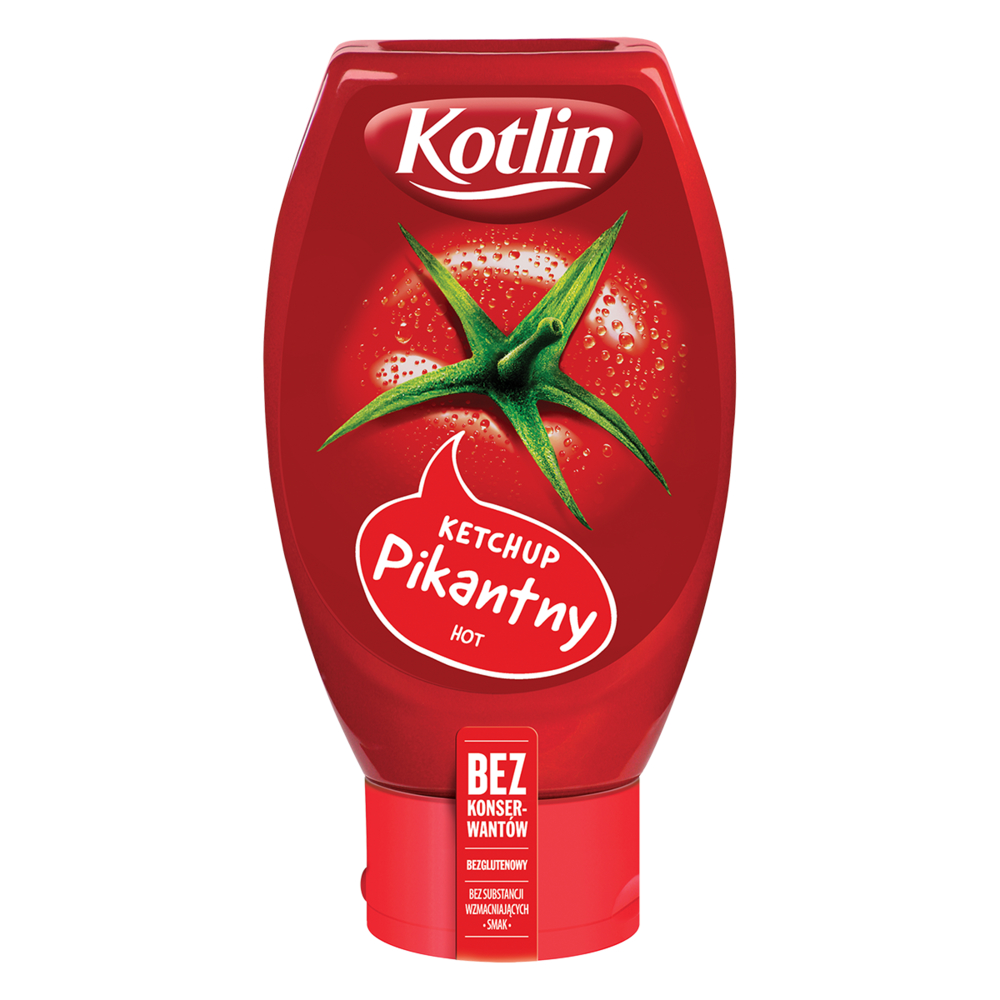 Kotlin
KETCHUP
Pikantny
HOT
BEZ
KONSER-
WANTÓW
BEZGLUTENOWY
BEZ SUBSTANCJI
WZMACNIAJĄCYCH
• SMAK •